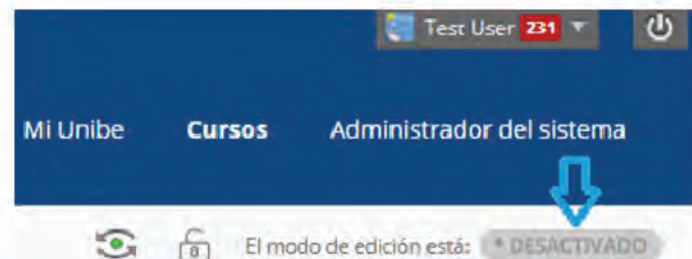 Test User 231
Mi Unibe Cursos Administrador del sistema
El modo de edición está: • DESACTIVADO